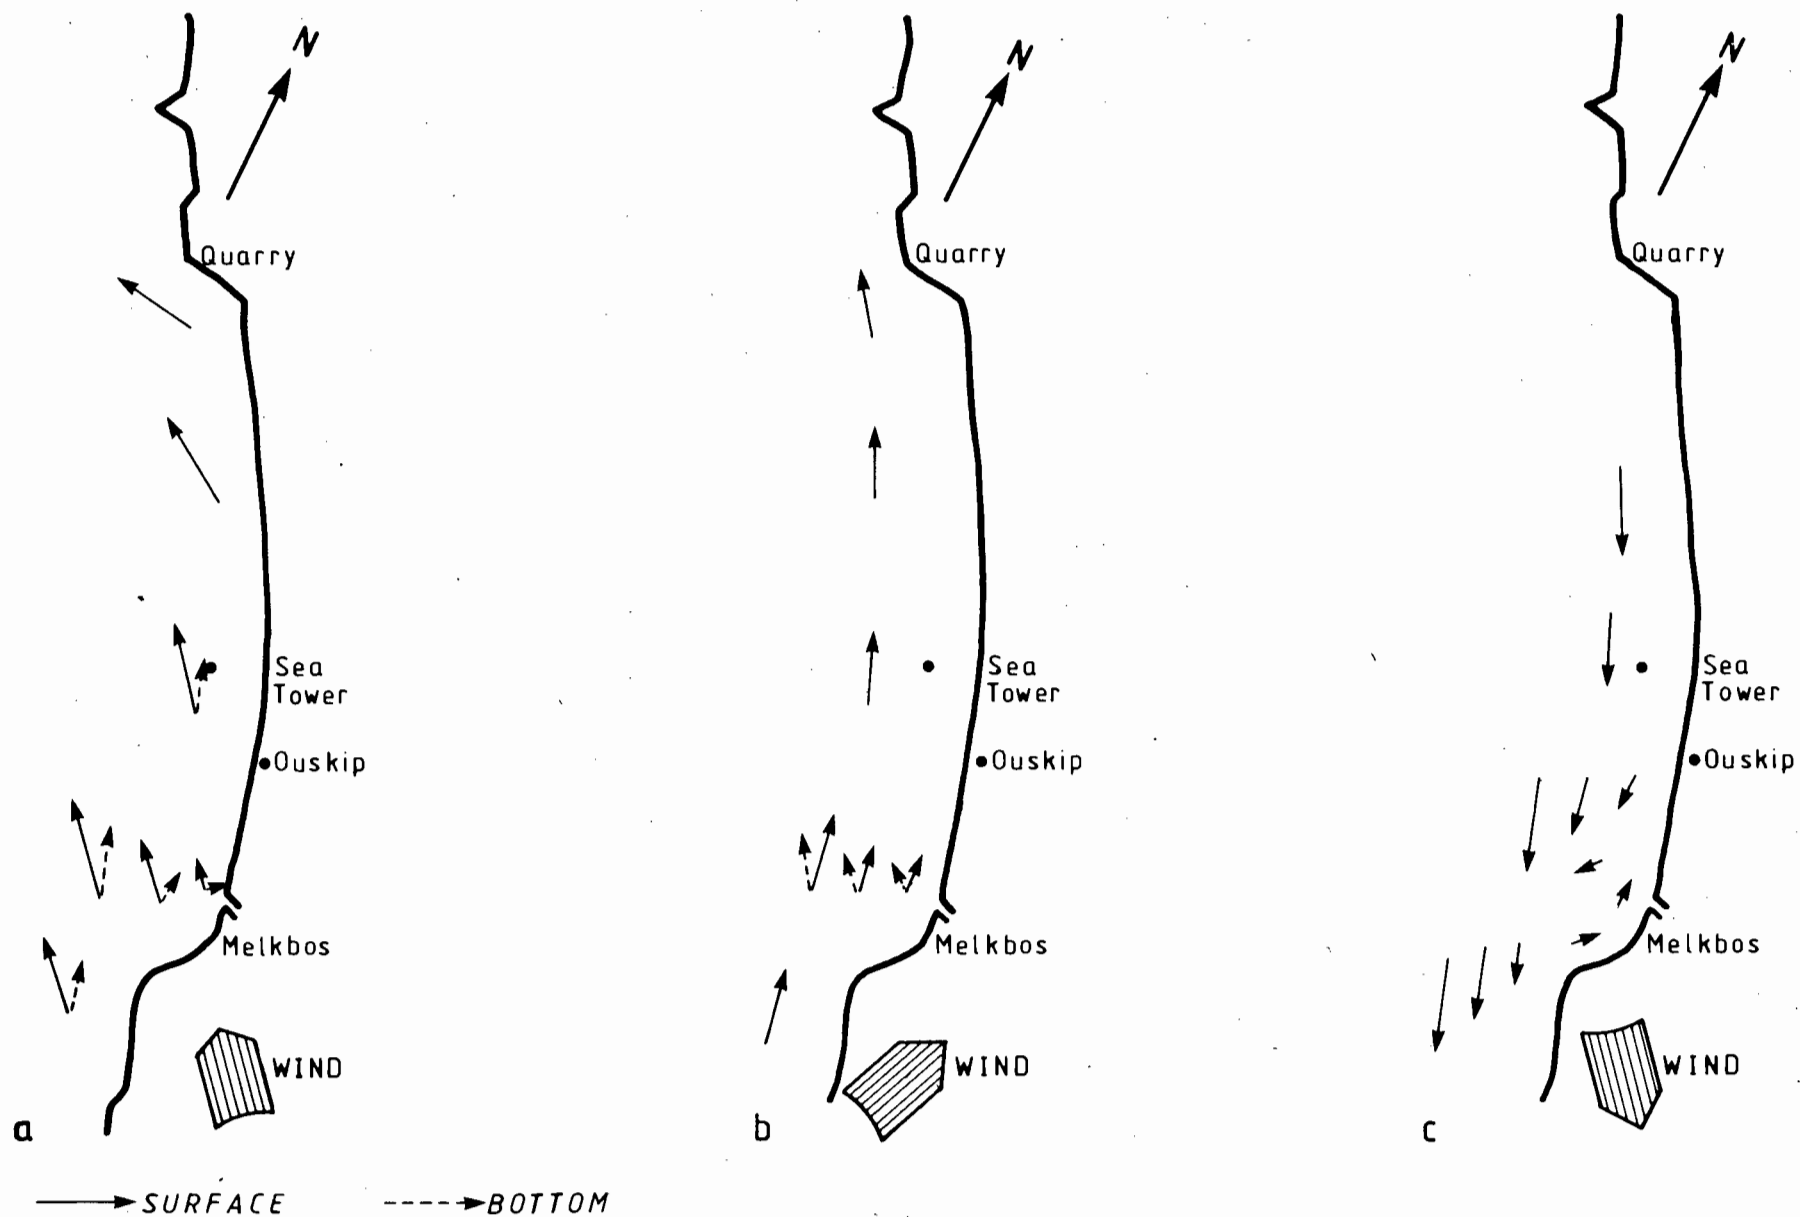 N
Quarry
Sea
Tower
Ouskip
Melkbos
WIND
a
N
Quarry
Sea
Tower
Ouskip
Melkbos
WIND
b
N
Quarry
Sea
Tower
Ouskip
Melkbos
WIND
c
SURFACE
BOTTOM